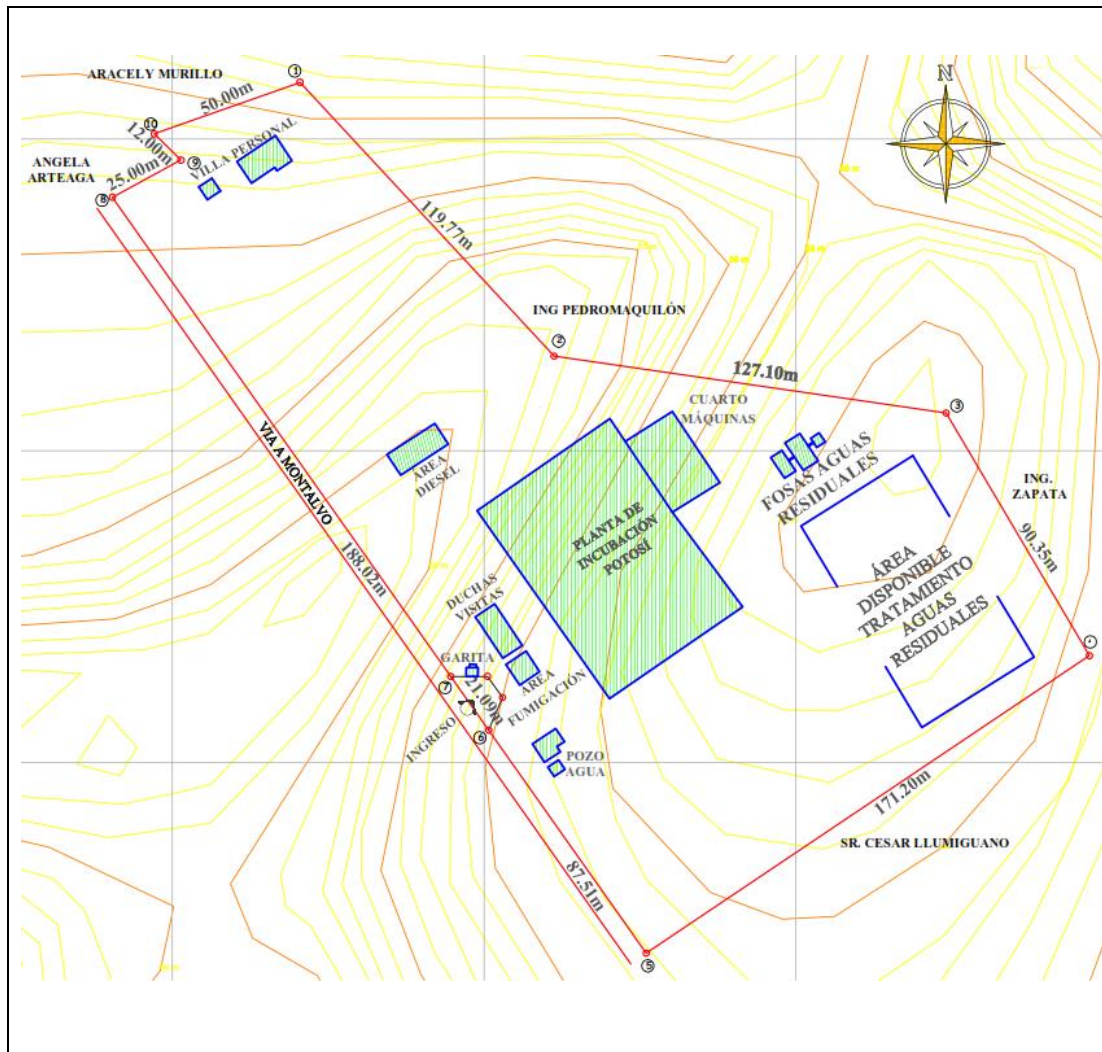 ARACELY MURILLO
1
50.00m
N
10
12.00m
9
VILLA PERSONAL
ANGELA
ARTEAGA
25.00m
8
119.77m
ING PEDROMAQUILÓN
2
127.10m
3
CUARTO
MÁQUINAS
VIA A MONTALVO
188.02m
ÁREA
DIESEL
FOSAS AGUAS
RESIDUALES
ING.
ZAPATA
90.35m
PLANTA DE
INCUBACIÓN
POTOSÍ
ÁREA
DISPONIBLE
TRATAMIENTO
AGUAS
RESIDUALES
DUCHAS
VISITAS
GARITA
7
21.09m
ÁREA
FUMIGACIÓN
INGRESO
6
POZO
AGUA
171.20m
SR. CESAR LLUMIGUANO
87.51m
5